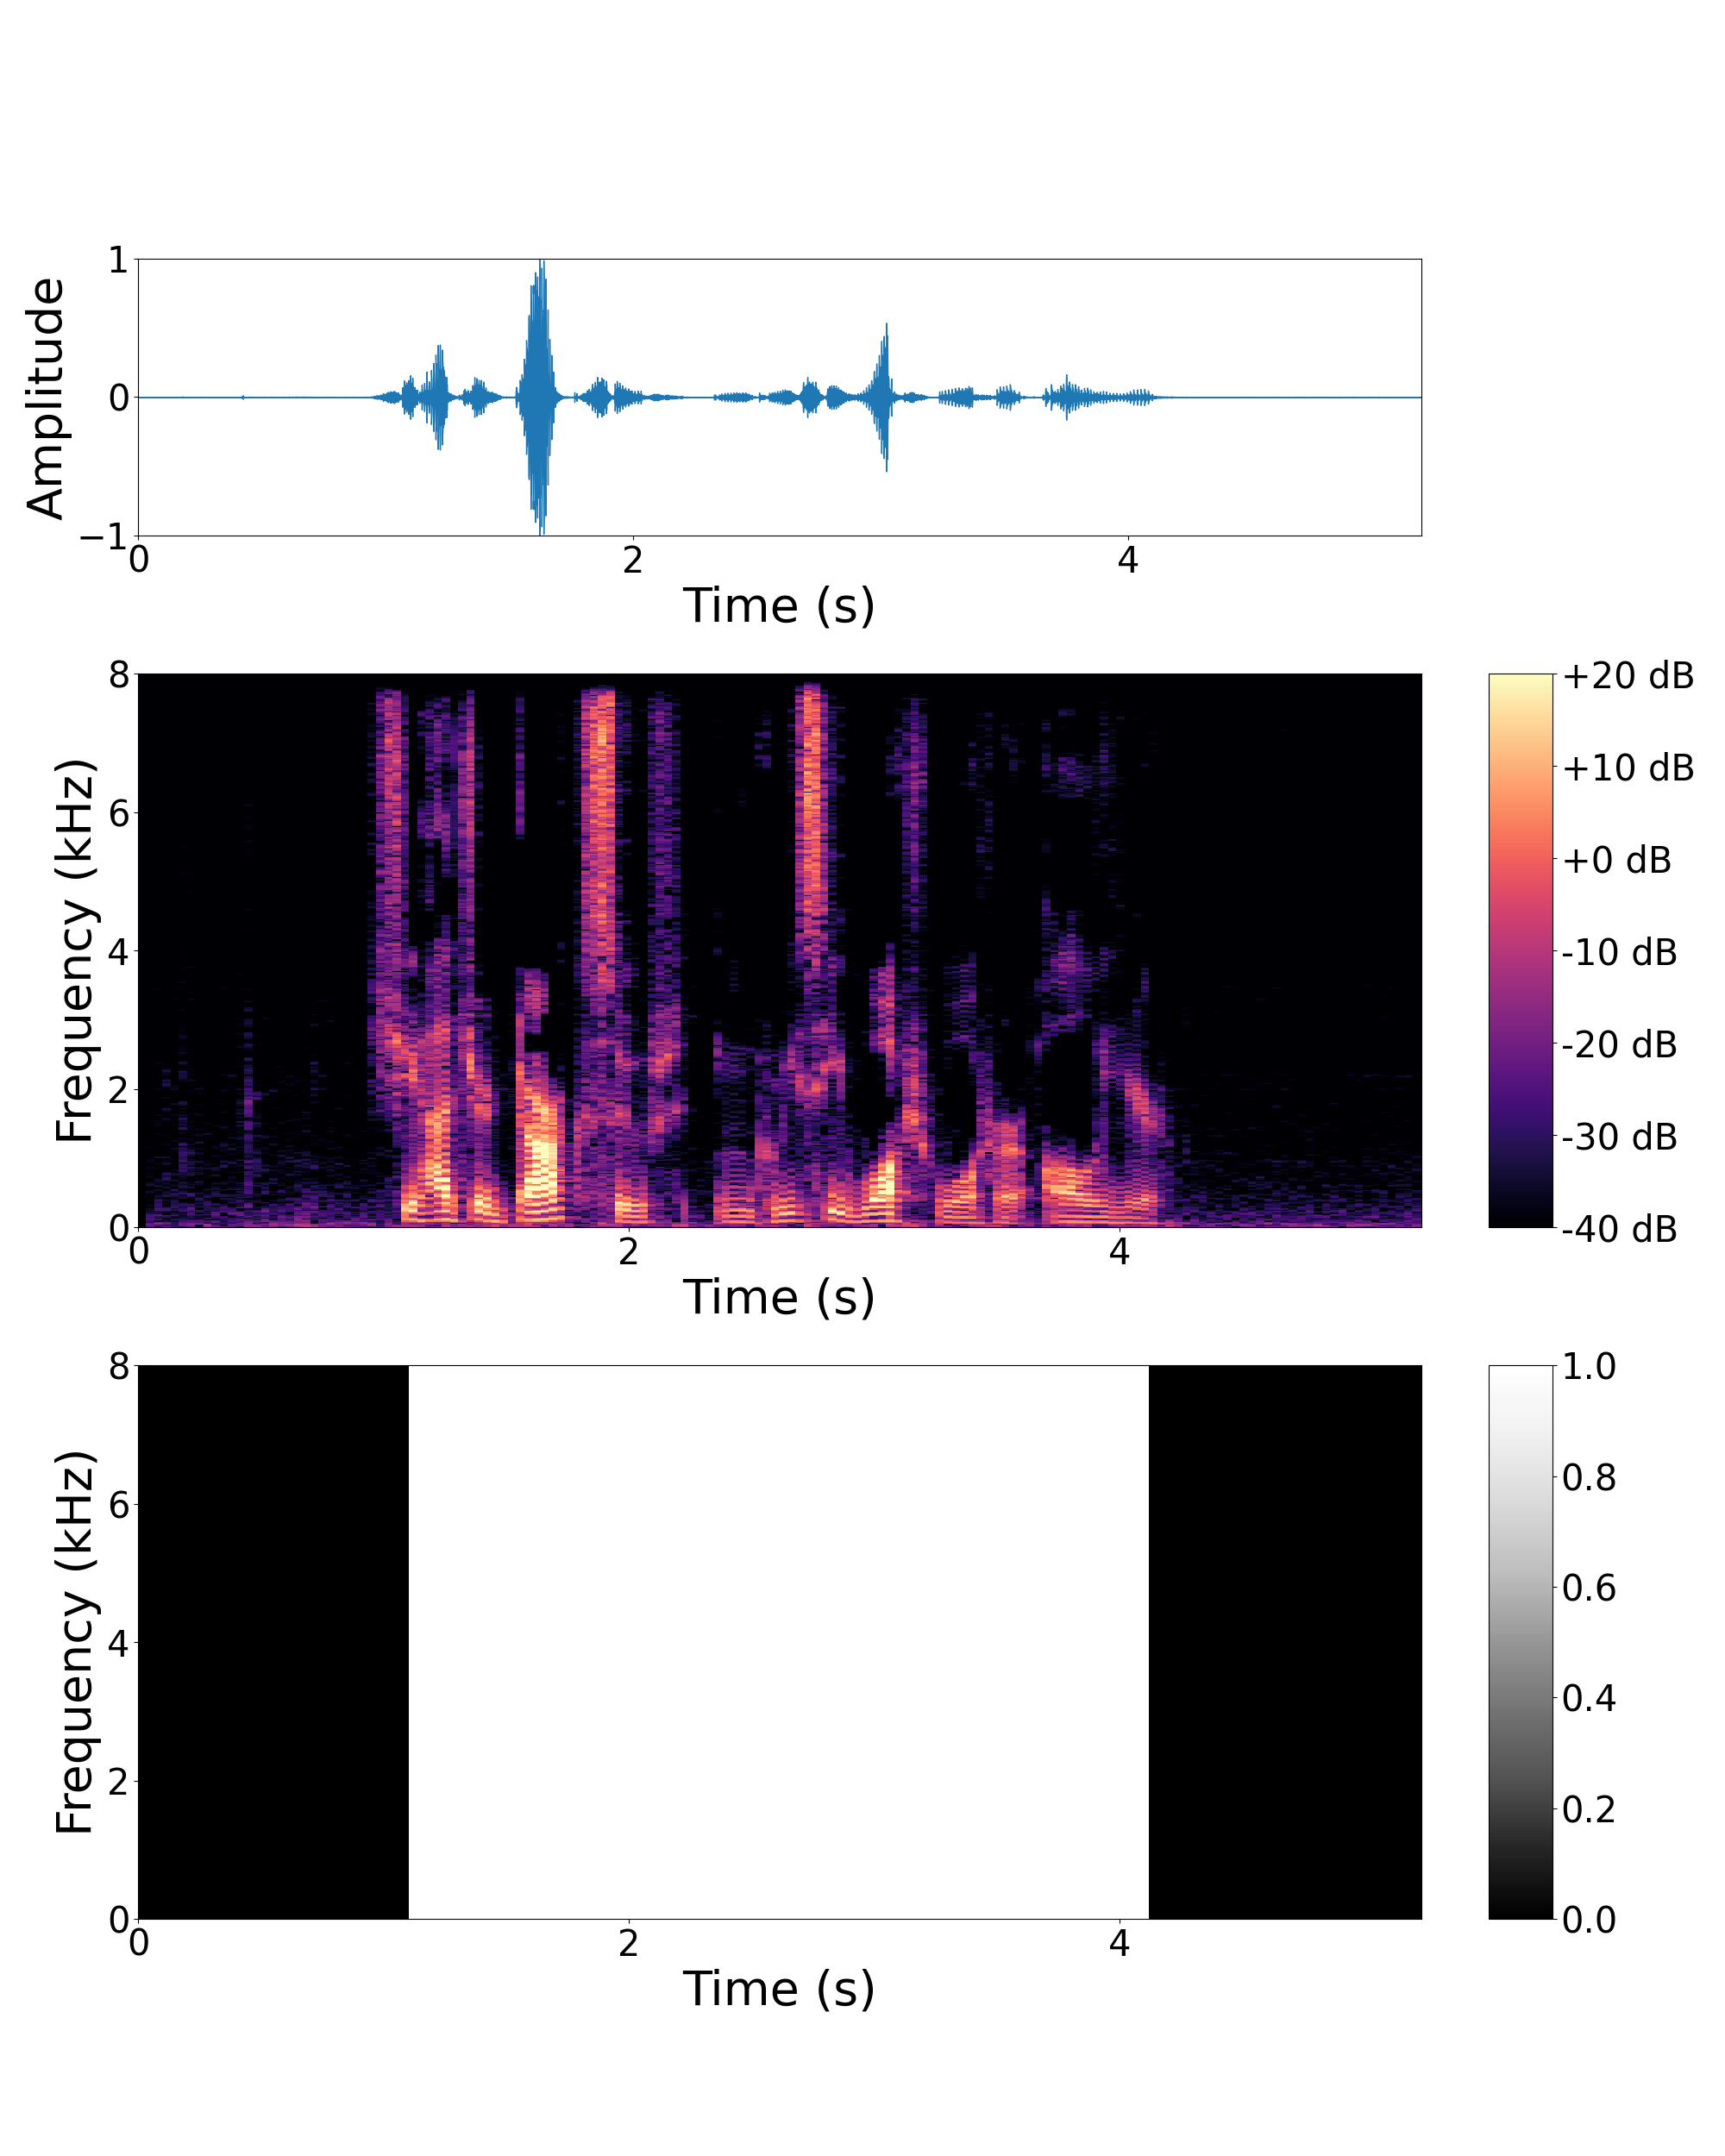 1
0
−1
Amplitude
0 2 4
Time (s)
8
6
4
2
0
Frequency (kHz)
0 2 4
Time (s)
+20 dB
+10 dB
+0 dB
-10 dB
-20 dB
-30 dB
-40 dB
8
6
4
2
0
Frequency (kHz)
0 2 4
Time (s)
1.0
0.8
0.6
0.4
0.2
0.0